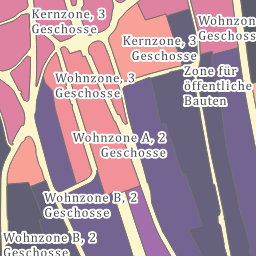 Kernzone, 3
Geschosse
Wohnzone
Geschoss
Kernzone, 3
Geschosse
Wohnzone, 3
Geschosse
Zone für
öffentliche
Bauten
Wohnzone A, 2
Geschosse
Wohnzone B, 2
Geschosse
Wohnzone B, 2
Geschosse